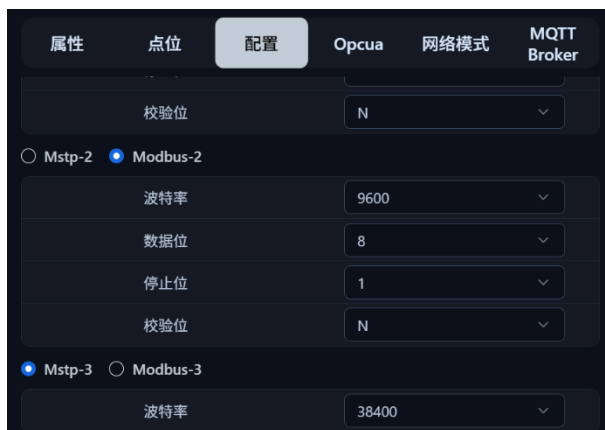 属性 点位 配置 Opcua 网络模式 MQTT Broker
校验位 N
Mstp-2 Modbus-2
波特率 9600
数据位 8
停止位 1
校验位 N
Mstp-3 Modbus-3
波特率 38400